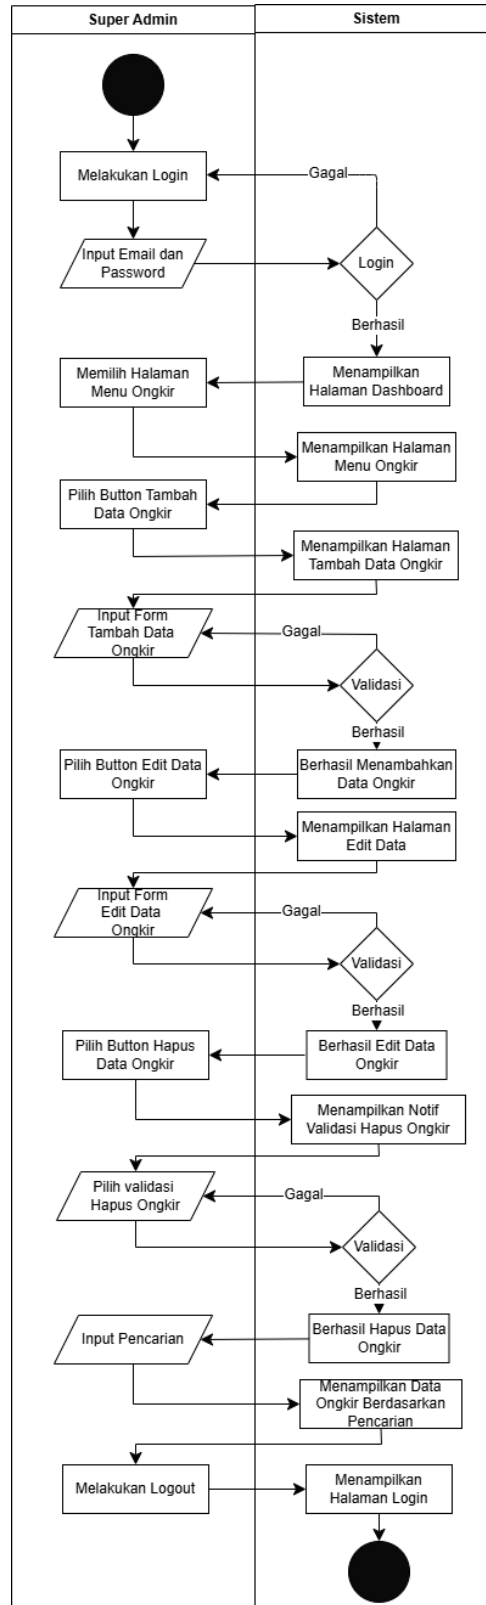 Super Admin
Sistem
Melakukan Login
Gagal
Input Email dan
Password
Login
Berhasil
Memilih Halaman
Menu Ongkir
Menampilkan
Halaman Dashboard
Menampilkan Halaman
Menu Ongkir
Pilih Button Tambah
Data Ongkir
Menampilkan Halaman
Tambah Data Ongkir
Input Form
Tambah Data
Ongkir
Gagal
Validasi
Berhasil
Pilih Button Edit Data
Ongkir
Berhasil Menambahkan
Data Ongkir
Menampilkan Halaman
Edit Data
Input Form
Edit Data
Ongkir
Gagal
Validasi
Berhasil
Pilih Button Hapus
Data Ongkir
Berhasil Edit Data
Ongkir
Menampilkan Notif
Validasi Hapus Ongkir
Pilih validasi
Hapus Ongkir
Gagal
Validasi
Berhasil
Input Pencarian
Berhasil Hapus Data
Ongkir
Menampilkan Data
Ongkir Berdasarkan
Pencarian
Melakukan Logout
Menampilkan
Halaman Login